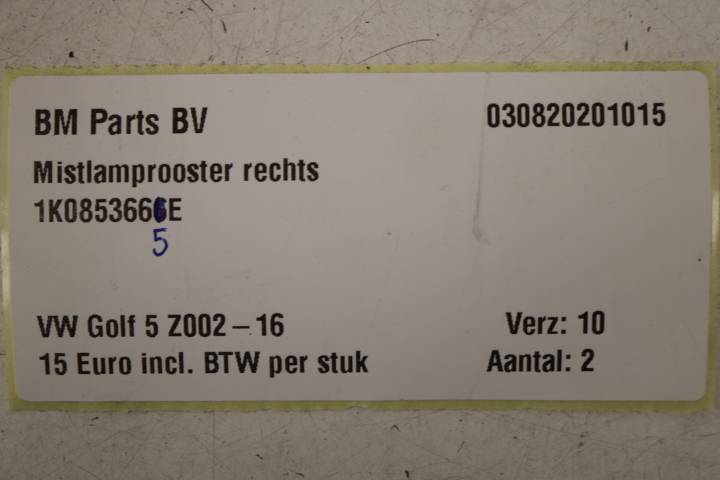 BM Parts BV
030820201015
Mistlamprooster rechts
1K0853666E
5
VW Golf 5 Z002 – 16
Verz: 10
15 Euro incl. BTW per stuk
Aantal: 2